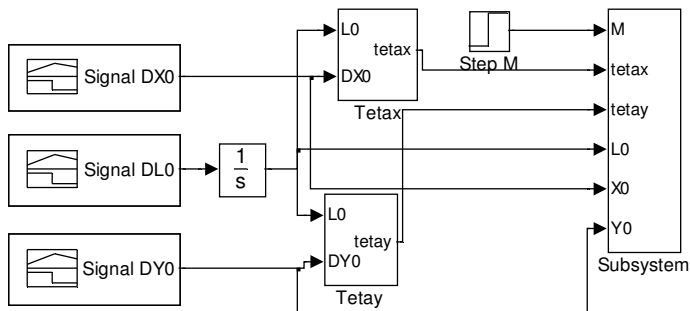 Signal DX0
Signal DL0
Signal DY0
1
s
L0
DX0
tetax
Tetax
L0
DY0
tetay
Tetay
Step M
M
tetax
tetay
L0
X0
Y0
Subsystem